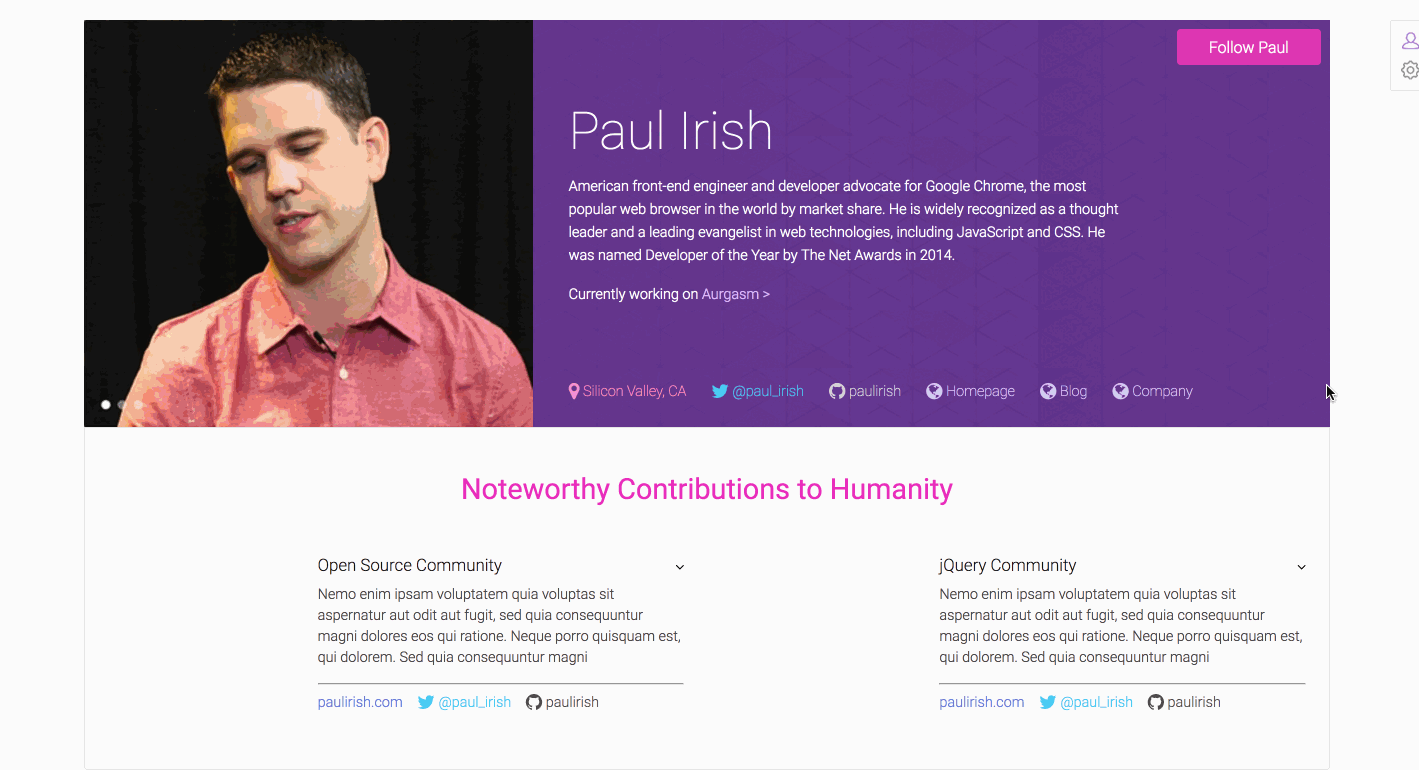 Follow Paul
Paul Irish
American front-end engineer and developer advocate for Google Chrome, the most
popular web browser in the world by market share. He is widely recognized as a thought
leader and a leading evangelist in web technologies, including JavaScript and CSS. He
was named Developer of the Year by The Net Awards in 2014.
Currently working on Aurgasm >
Silicon Valley, CA @paul_irish paulirish Homepage Blog Company
Noteworthy Contributions to Humanity
Open Source Community
Nemo enim ipsam voluptatem quia voluptas sit
aspernatur aut odit aut fugit, sed quia consequuntur
magni dolores eos qui ratione. Neque porro quisquam est,
qui dolorem. Sed quia consequuntur magni
paulirish.com @paul_irish paulirish
jQuery Community
Nemo enim ipsam voluptatem quia voluptas sit
aspernatur aut odit aut fugit, sed quia consequuntur
magni dolores eos qui ratione. Neque porro quisquam est,
qui dolorem. Sed quia consequuntur magni
paulirish.com @paul_irish paulirish